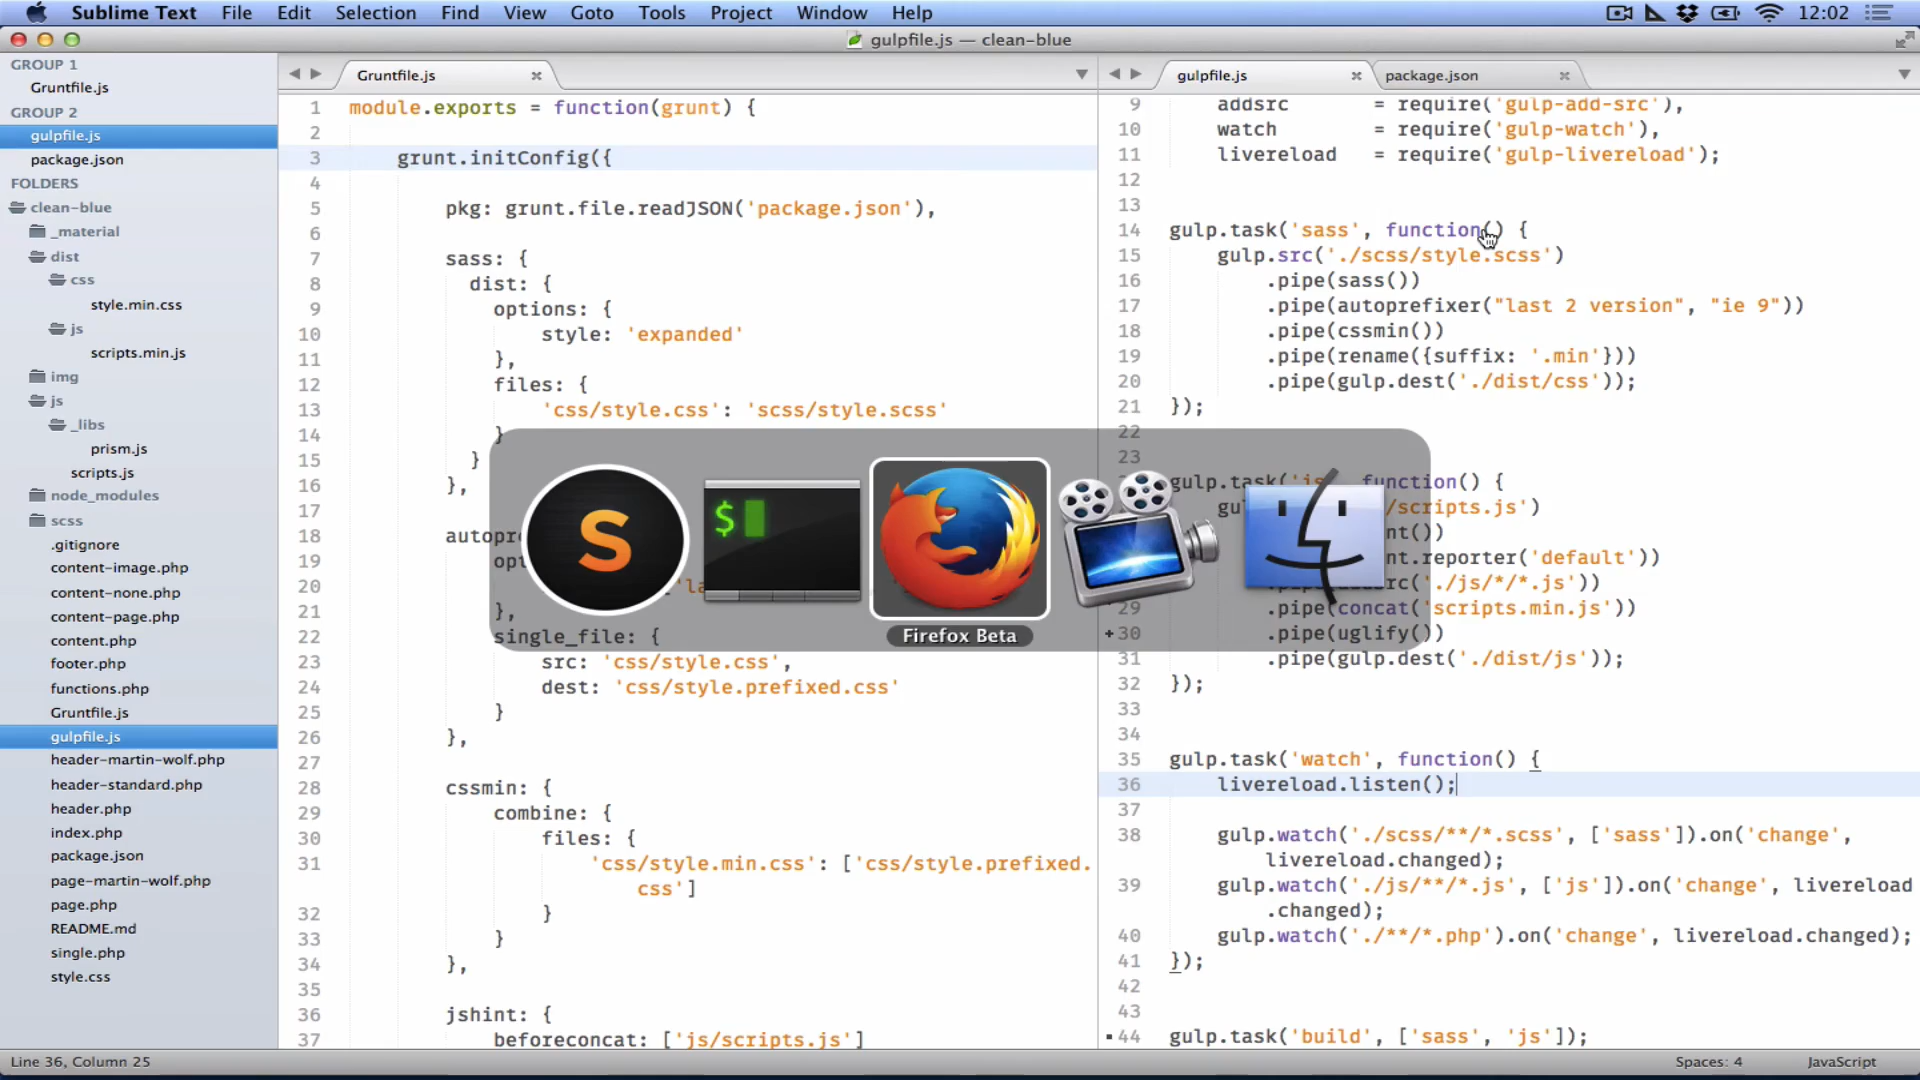 Sublime Text File Edit Selection Find View Goto Tools Project Window Help 12:02
gulpfile.js — clean-blue
GROUP 1
Gruntfile.js
GROUP 2
gulpfile.js
package.json
FOLDERS
clean-blue
_material
dist
css
style.min.css
js
scripts.min.js
img
js
_libs
prism.js
scripts.js
node_modules
scss
.gitignore
content-image.php
content-none.php
content-page.php
content.php
footer.php
functions.php
Gruntfile.js
gulpfile.js
header-martin-wolf.php
header-standard.php
header.php
index.php
package.json
page-martin-wolf.php
page.php
README.md
single.php
style.css
Gruntfile.js
1 module.exports = function(grunt) {
2
3 grunt.initConfig({
4
5 pkg: grunt.file.readJSON('package.json'),
6
7 sass: {
8 dist: {
9 options: {
10 style: 'expanded'
11 },
12 files: {
13 'css/style.css': 'scss/style.scss'
14 }
15 }
16 },
17
18 autopr
19 op
20 'la
21 },
22 single_file: {
23 src: 'css/style.css',
24 dest: 'css/style.prefixed.css'
25 }
26 },
27
28 cssmin: {
29 combine: {
30 files: {
31 'css/style.min.css': ['css/style.prefixed.
css']
32 }
33 }
34 },
35
36 jshint: {
37 beforeconcat: ['js/scripts.js']
gulpfile.js package.json
9 addsrc = require('gulp-add-src'),
10 watch = require('gulp-watch'),
11 livereload = require('gulp-livereload');
12
13
14 gulp.task('sass', function() {
15 gulp.src('./scss/style.scss')
16 .pipe(sass())
17 .pipe(autoprefixer("last 2 version", "ie 9"))
18 .pipe(cssmin())
19 .pipe(rename({suffix: '.min'}))
20 .pipe(gulp.dest('./dist/css'));
21 });
22
23
gulp.task('js', function() {
gu /scripts.js')
nt())
nt.reporter('default'))
src('./js/*/*.js'))
29 .pipe(concat('scripts.min.js'))
30 .pipe(uglify())
31 .pipe(gulp.dest('./dist/js'));
32 });
33
34
35 gulp.task('watch', function() {
36 livereload.listen();
37
38 gulp.watch('./scss/**/*.scss', ['sass']).on('change',
livereload.changed);
39 gulp.watch('./js/**/*.js', ['js']).on('change', livereload
.changed);
40 gulp.watch('./**/*.php').on('change', livereload.changed);
41 });
42
43
44 gulp.task('build', ['sass', 'js']);
S
$
Firefox Beta
Line 36, Column 25
Spaces: 4 JavaScript